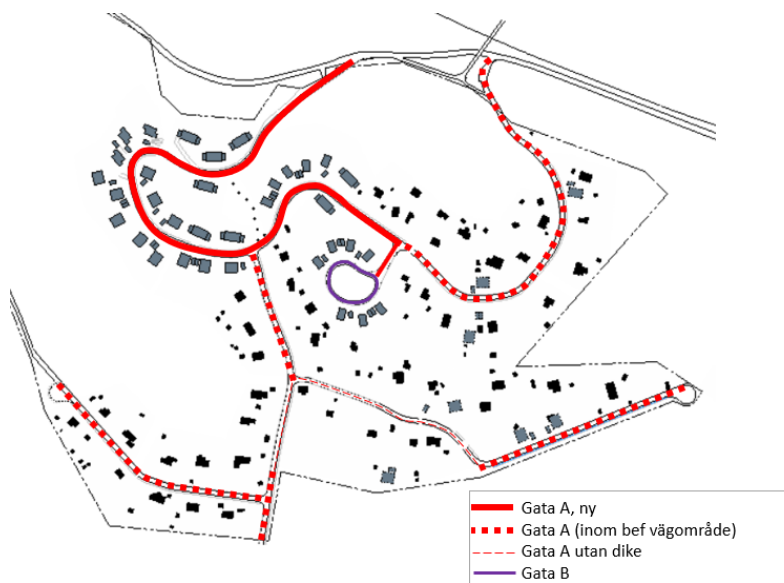 Gata A, ny
Gata A (inom bef vägområde)
Gata A utan dike
Gata B